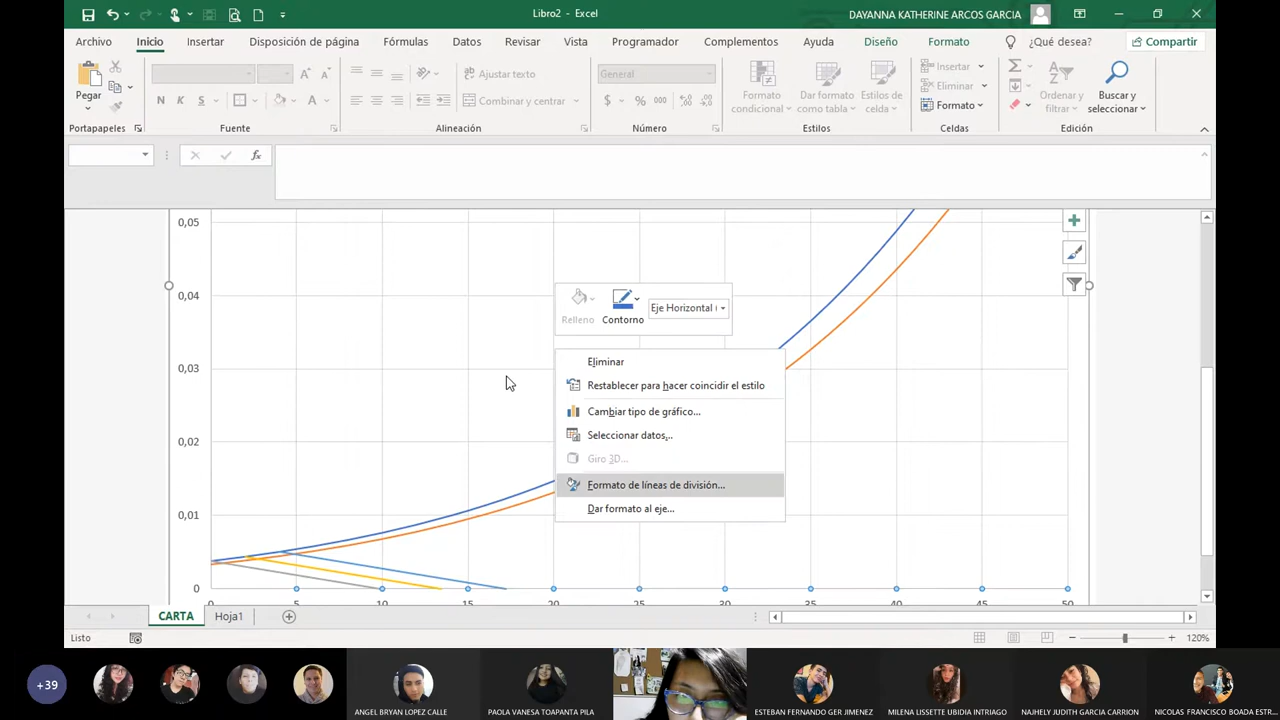 Libro2 - Excel
DAYANNA KATHERINE ARCOS GARCIA
Archivo Inicio Insertar Disposición de página Fórmulas Datos Revisar Vista Programador Complementos Ayuda Diseño Formato ¿Qué desea? Compartir
Pegar
N K S
Ajustar texto
Combinar y centrar
General
$ % 000
Formato condicional
Dar formato como tabla
Estilos de celda
Insertar
Eliminar
Formato
Ordenar y filtrar
Buscar y seleccionar
Portapapeles Fuente Alineación Número Estilos Celdas Edición
fx
0,05
0,04
0,03
0,02
0,01
0
Relleno
Contorno
Eje Horizontal
Eliminar
Restablecer para hacer coincidir el estilo
Cambiar tipo de gráfico...
Seleccionar datos...
Giro 3D...
Formato de líneas de división...
Dar formato al eje...
0 5 10 15 20 25 30 35 40 45 50
CARTA Hoja1
Listo
120%
+39
ANGEL BRYAN LOPEZ CALLE
PAOLA VANESA TOAPANTA PILA
ESTEBAN FERNANDO GER JIMENEZ
MILENA LISSETTE UBIDIA INTRIAGO
NAJHELY JUDITH GARCIA CARRION
NICOLAS FRANCISCO BOADA ESTR...